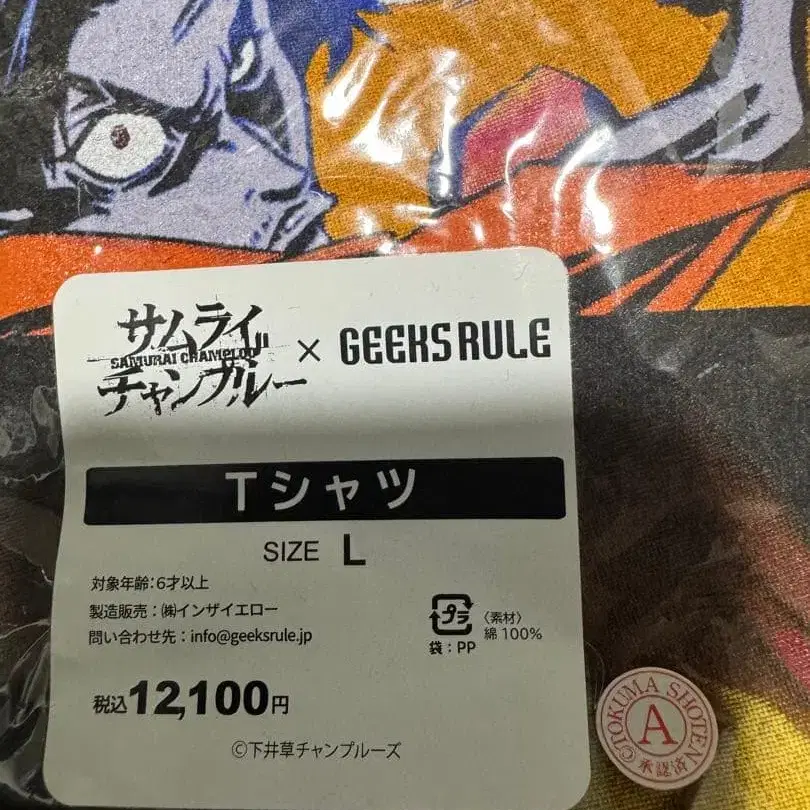 サムライ
SAMURAI CHAMPLOO
チャンプルー
× GEEKS RULE
Tシャツ
SIZE L
対象年齢:6才以上
製造販売:㈱インザイエロー
問い合わせ先:info@geeksrule.jp
プラ
袋:PP
〈素材〉
綿100%
税込12,100円
©下井草チャンプルーズ
©TOKUMA SHOTEN
A
承認済